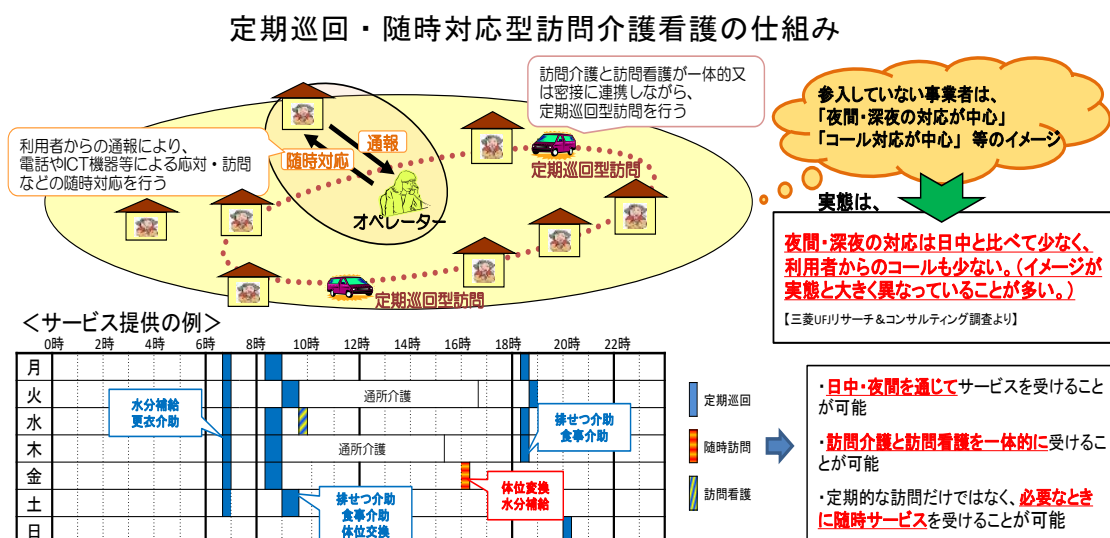 定期巡回・随時対応型訪問介護看護の仕組み
訪問介護と訪問看護が一体的又
は密接に連携しながら、
定期巡回型訪問を行う
参入していない事業者は、
「夜間・深夜の対応が中心」
「コール対応が中心」 等のイメージ
利用者からの通報により、
電話やICT機器等による応対・訪問
などの随時対応を行う
通報
随時対応
定期巡回型訪問
オペレーター
定期巡回型訪問
実態は、
夜間・深夜の対応は日中と比べて少なく、
利用者からのコールも少ない。(イメージが
実態と大きく異なっていることが多い。)
【三菱UFJリサーチ&コンサルティング調査より】
<サービス提供の例>
0時 2時 4時 6時 8時 10時 12時 14時 16時 18時 20時 22時
月
火
水
木
金
土
日
通所介護
通所介護
水分補給
更衣介助
排せつ介助
食事介助
体位変換
水分補給
排せつ介助
食事介助
体位交換
定期巡回
随時訪問
訪問看護
・日中・夜間を通じてサービスを受けること
が可能
・訪問介護と訪問看護を一体的に受けるこ
とが可能
・定期的な訪問だけではなく、必要なとき
に随時サービスを受けることが可能